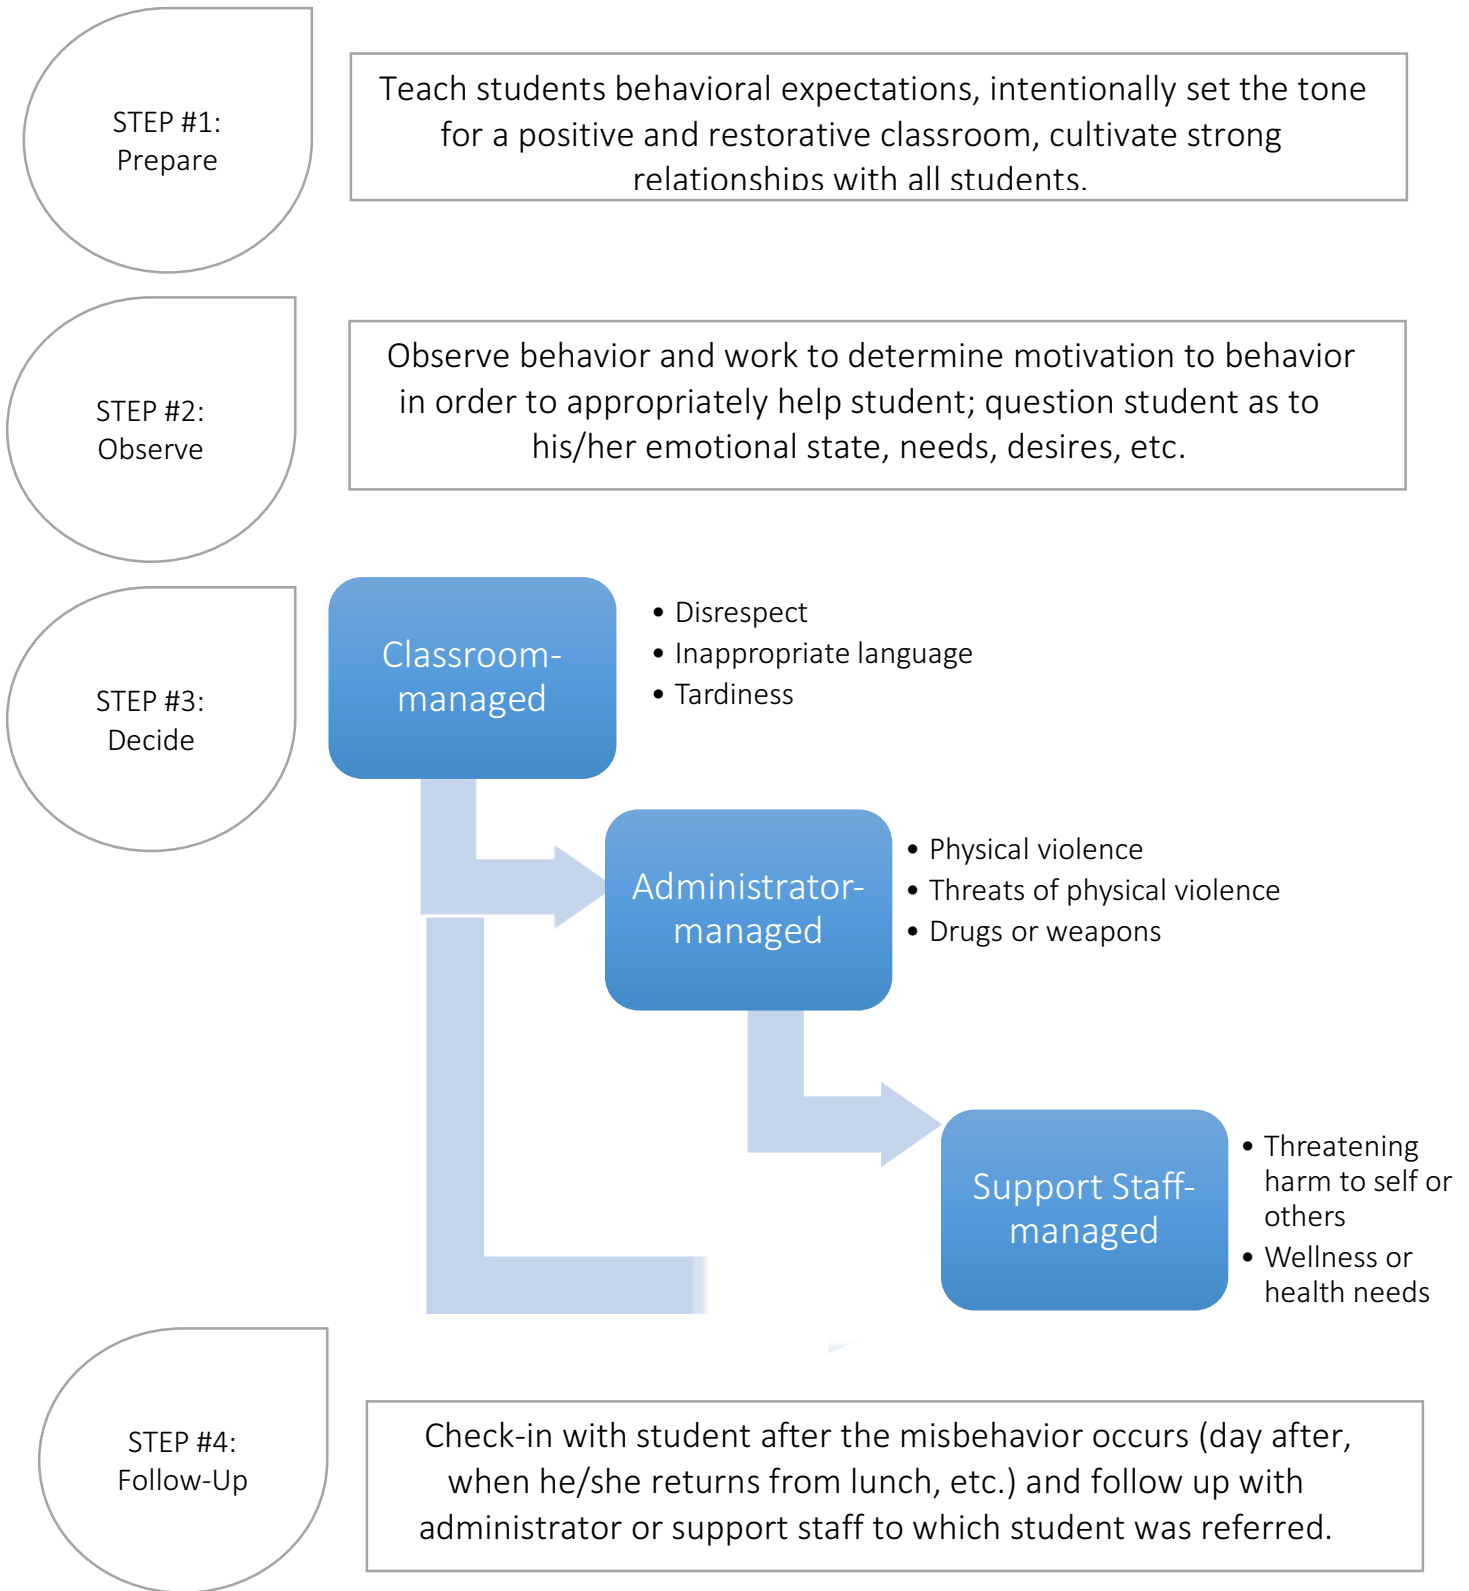 STEP #1:
Prepare
Teach students behavioral expectations, intentionally set the tone
for a positive and restorative classroom, cultivate strong
relationships with all students.
STEP #2:
Observe
Observe behavior and work to determine motivation to behavior
in order to appropriately help student; question student as to
his/her emotional state, needs, desires, etc.
STEP #3:
Decide
Classroom-
managed
• Disrespect
• Inappropriate language
• Tardiness
Administrator-
managed
• Physical violence
• Threats of physical violence
• Drugs or weapons
Support Staff-
managed
• Threatening
harm to self or
others
• Wellness or
health needs
STEP #4:
Follow-Up
Check-in with student after the misbehavior occurs (day after,
when he/she returns from lunch, etc.) and follow up with
administrator or support staff to which student was referred.